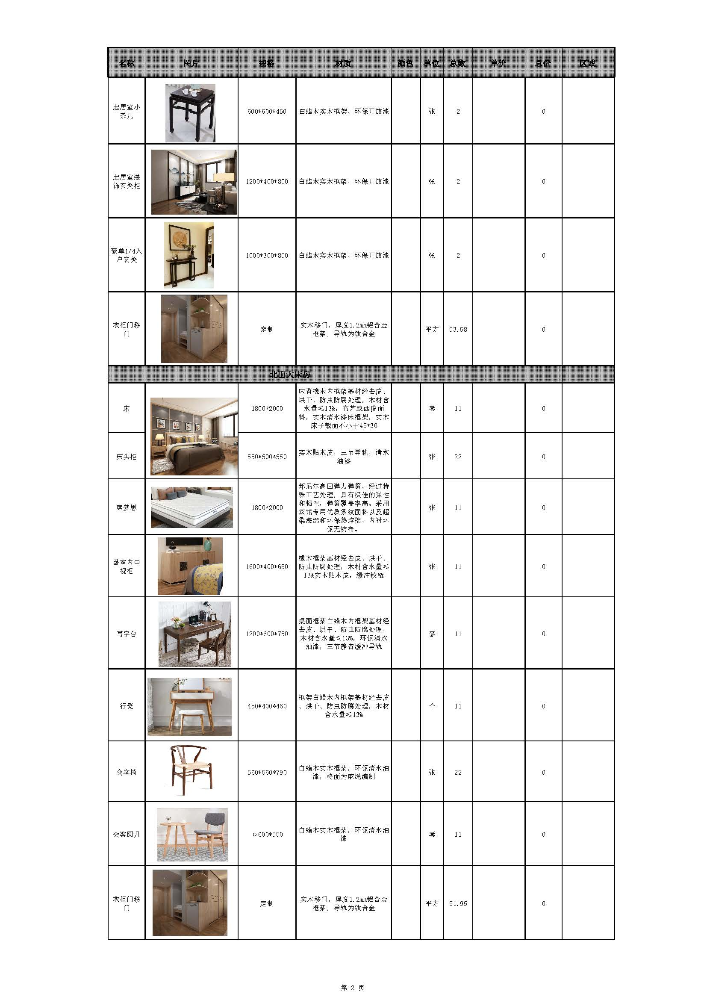 名称 图片 规格 材质 颜色 单位 总数 单价 总价 区域
起居室小
茶几
600*600*450 白蜡木实木框架，环保开放漆 张 2 0
起居室装
饰玄关柜
1200*400*800 白蜡木实木框架，环保开放漆 张 2 0
豪单1/4入
户玄关
1000*300*850 白蜡木实木框架，环保开放漆 张 2 0
衣柜门移
门
定制
实木移门，厚度1.2mm铝合金
框架，导轨为钛合金
平方 53.58 0
北面大床房
床
1800*2000
床背橡木内框架基材经去皮、
烘干、防虫防腐处理，木材含
水量≤13%，布艺或西皮面
料，实木清水漆床框架，实木
床子截面不小于45*30
套 11 0
床头柜
550*500*550
实木贴木皮，三节导轨，清水
油漆
张 22 0
席梦思
1800*2000
邦尼尔高回弹力弹簧，经过特
殊工艺处理，具有极佳的弹性
和韧性，弹簧覆盖率高。采用
宾馆专用优质条纹面料以及超
柔海绵和环保热熔棉，内衬环
保无纺布。
张 11 0
卧室内电
视柜
1600*400*650
橡木框架基材经去皮、烘干、
防虫防腐处理，木材含水量≤
13%实木贴木皮，缓冲铰链
张 11 0
写字台
1200*600*750
桌面框架白蜡木内框架基材经
去皮、烘干、防虫防腐处理，
木材含水量≤13%，环保清水
油漆，三节静音缓冲导轨
套 11 0
行凳
450*400*460
框架白蜡木内框架基材经去皮
、烘干、防虫防腐处理，木材
含水量≤13%
个 11 0
会客椅
560*560*790
白蜡木实木框架，环保清水油
漆，椅面为麻绳编制
张 22 0
会客圆几
Φ600*550
白蜡木实木框架，环保清水油
漆
套 11 0
衣柜门移
门
定制
实木移门，厚度1.2mm铝合金
框架，导轨为钛合金
平方 51.95 0
第 2 页